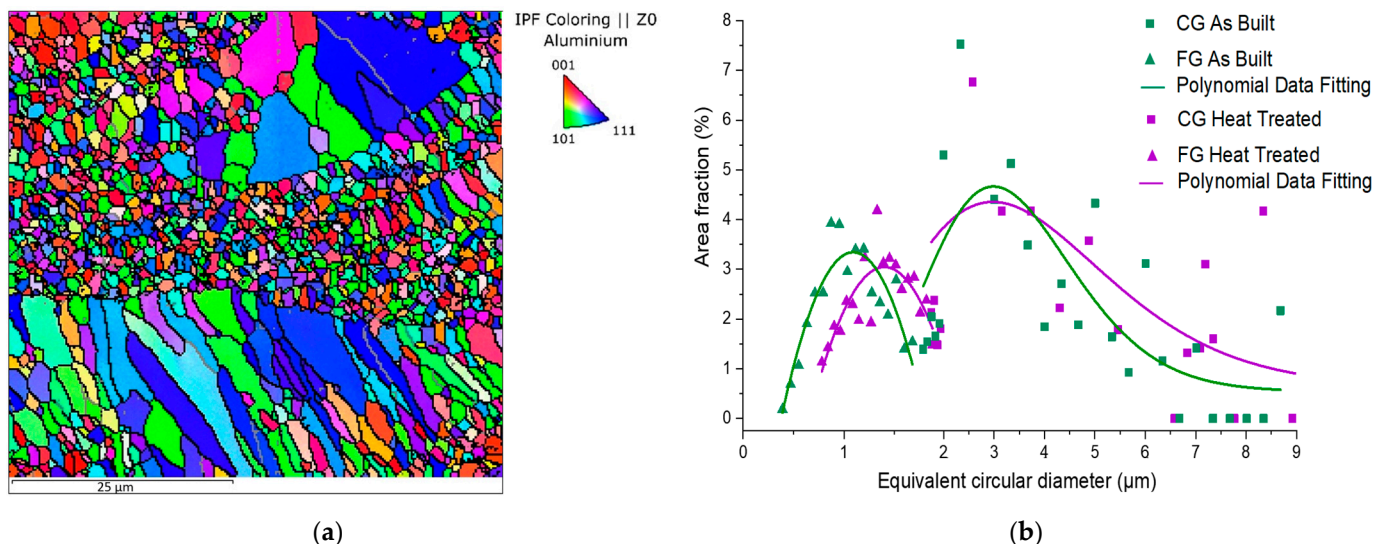 IPF Coloring || Z0
Aluminium
001
101
111
25 µm
(a)
(b)
8
7
6
5
4
3
2
1
0
Area fraction (%)
0
1
2
2
3
4
5
6
7
8
9
Equivalent circular diameter (µm)
CG As Built
FG As Built
Polynomial Data Fitting
CG Heat Treated
FG Heat Treated
Polynomial Data Fitting